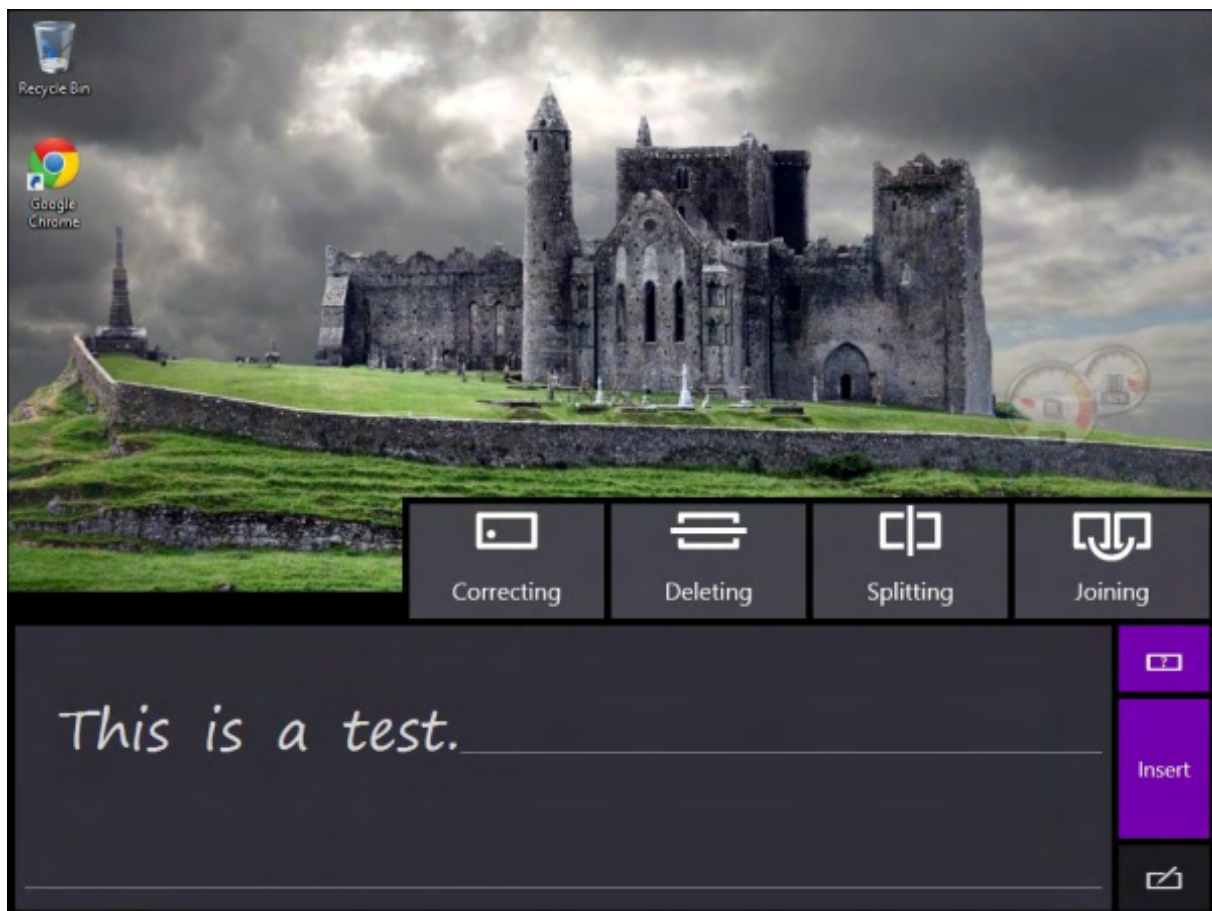 Recycle Bin
Google
Chrome
Correcting
Deleting
Splitting
Joining
?
This is a test.
Insert